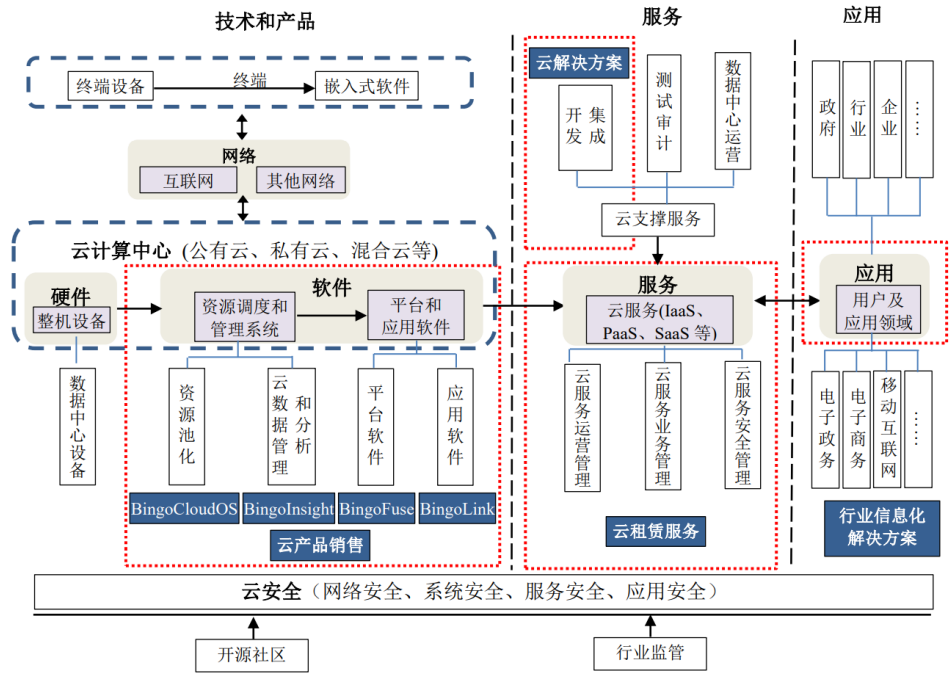 技术和产品
服务
应用
终端设备
终端
嵌入式软件
网络
互联网
其他网络
云计算中心 (公有云、私有云、混合云等)
硬件
整机设备
软件
资源调度和
管理系统
平台和
应用软件
数据中心设备
资源池化
云数据管理
和分析
平台软件
应用软件
BingoCloudOS
BingoInsight
BingoFuse
BingoLink
云产品销售
云解决方案
开发
集成
测试审计
数据中心运营
云支撑服务
服务
云服务(IaaS、
PaaS、SaaS 等)
云服务运营管理
云服务业务管理
云服务安全管理
云租赁服务
政府
行业
企业
……
应用
用户及
应用领域
电子政务
电子商务
移动互联网
……
行业信息化
解决方案
云安全（网络安全、系统安全、服务安全、应用安全）
开源社区
行业监管